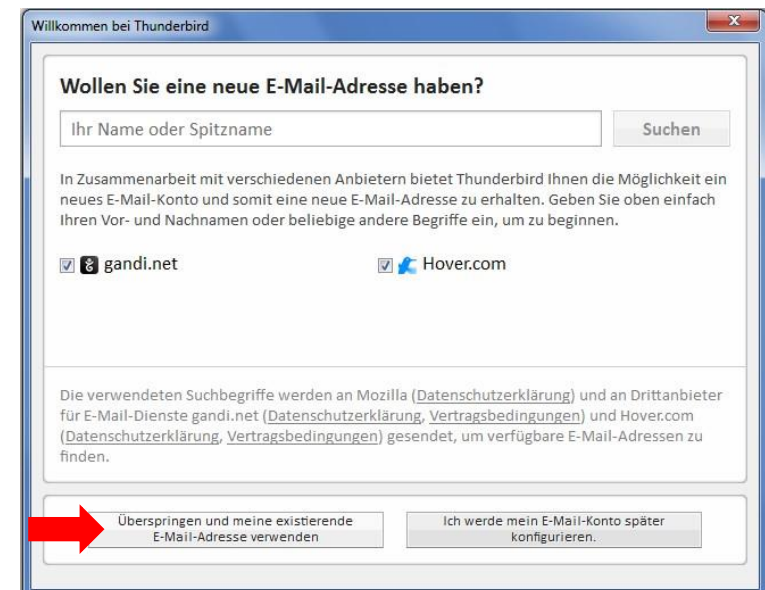 Willkommen bei Thunderbird
Wollen Sie eine neue E-Mail-Adresse haben?
Ihr Name oder Spitzname
Suchen
In Zusammenarbeit mit verschiedenen Anbietern bietet Thunderbird Ihnen die Möglichkeit ein
neues E-Mail-Konto und somit eine neue E-Mail-Adresse zu erhalten. Geben Sie oben einfach
Ihren Vor- und Nachnamen oder beliebige andere Begriffe ein, um zu beginnen.
gandi.net
Hover.com
Die verwendeten Suchbegriffe werden an Mozilla (Datenschutzerklärung) und an Drittanbieter
für E-Mail-Dienste gandi.net (Datenschutzerklärung, Vertragsbedingungen) und Hover.com
(Datenschutzerklärung, Vertragsbedingungen) gesendet, um verfügbare E-Mail-Adressen zu
finden.
Überspringen und meine existierende
E-Mail-Adresse verwenden
Ich werde mein E-Mail-Konto später
konfigurieren.